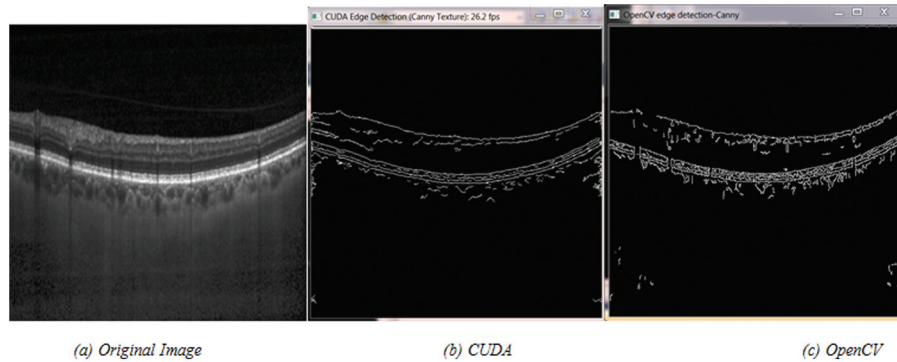 CUDA Edge Detection (Canny Texture): 26.2 fps
OpenCV edge detection-Canny
(a) Original Image
(b) CUDA
(c) OpenCV